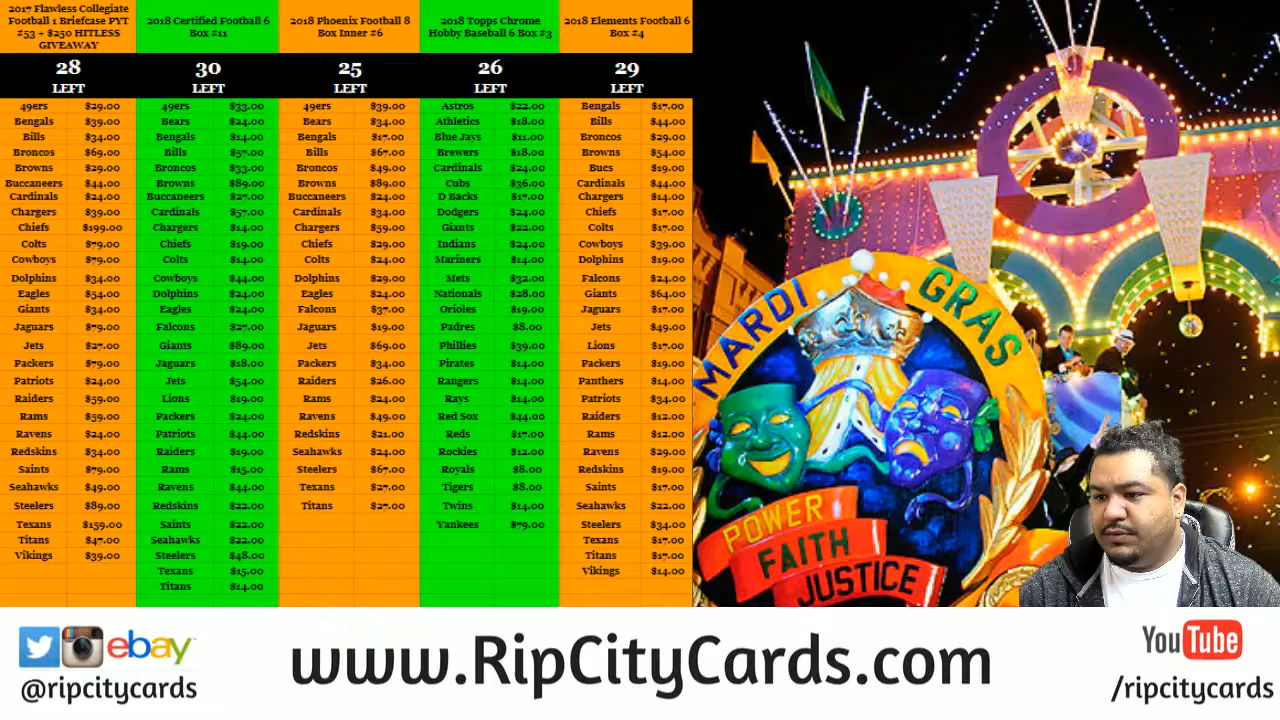 2017 Flawless Collegiate
Football 1 Briefcase PYT
#53 + $250 HITLESS
GIVEAWAY
28
LEFT
49ers $29.00
Bengals $39.00
Bills $34.00
Broncos $69.00
Browns $29.00
Buccaneers $44.00
Cardinals $24.00
Chargers $39.00
Chiefs $199.00
Colts $79.00
Cowboys $79.00
Dolphins $34.00
Eagles $54.00
Giants $34.00
Jaguars $79.00
Jets $27.00
Packers $79.00
Patriots $24.00
Raiders $59.00
Rams $59.00
Ravens $24.00
Redskins $34.00
Saints $79.00
Seahawks $49.00
Steelers $89.00
Texans $159.00
Titans $47.00
Vikings $39.00
2018 Certified Football 6
Box #11
30
LEFT
49ers $33.00
Bears $24.00
Bengals $14.00
Bills $57.00
Broncos $33.00
Browns $89.00
Buccaneers $27.00
Cardinals $57.00
Chargers $14.00
Chiefs $19.00
Colts $14.00
Cowboys $44.00
Dolphins $24.00
Eagles $24.00
Falcons $27.00
Giants $89.00
Jaguars $18.00
Jets $54.00
Lions $19.00
Packers $24.00
Patriots $44.00
Raiders $19.00
Rams $15.00
Ravens $44.00
Redskins $22.00
Saints $22.00
Seahawks $22.00
Steelers $48.00
Texans $15.00
Titans $14.00
2018 Phoenix Football 8
Box Inner #6
25
LEFT
49ers $39.00
Bears $34.00
Bengals $17.00
Bills $67.00
Broncos $49.00
Browns $89.00
Buccaneers $24.00
Cardinals $34.00
Chargers $59.00
Chiefs $29.00
Colts $24.00
Dolphins $29.00
Eagles $24.00
Falcons $37.00
Jaguars $19.00
Jets $69.00
Packers $34.00
Raiders $26.00
Rams $24.00
Ravens $49.00
Redskins $21.00
Seahawks $24.00
Steelers $67.00
Texans $27.00
Titans $27.00
2018 Topps Chrome
Hobby Baseball 6 Box #3
26
LEFT
Astros $22.00
Athletics $18.00
Blue Jays $11.00
Brewers $18.00
Cardinals $24.00
Cubs $36.00
D Backs $17.00
Dodgers $24.00
Giants $22.00
Indians $24.00
Mariners $14.00
Mets $32.00
Nationals $28.00
Orioles $19.00
Padres $8.00
Phillies $39.00
Pirates $14.00
Rangers $14.00
Rays $14.00
Red Sox $44.00
Reds $17.00
Rockies $12.00
Royals $8.00
Tigers $8.00
Twins $14.00
Yankees $79.00
2018 Elements Football 6
Box #4
29
LEFT
Bengals $17.00
Bills $44.00
Broncos $29.00
Browns $54.00
Bucs $19.00
Cardinals $44.00
Chargers $14.00
Chiefs $17.00
Colts $17.00
Cowboys $39.00
Dolphins $19.00
Falcons $24.00
Giants $64.00
Jaguars $17.00
Jets $49.00
Lions $17.00
Packers $19.00
Panthers $14.00
Patriots $34.00
Raiders $12.00
Rams $12.00
Ravens $29.00
Redskins $19.00
Saints $17.00
Seahawks $22.00
Steelers $34.00
Texans $17.00
Titans $17.00
Vikings $14.00
MARDI GRAS
POWER
FAITH
JUSTICE
ebay
@ripcitycards
www.RipCityCards.com
YouTube
/ripcitycards